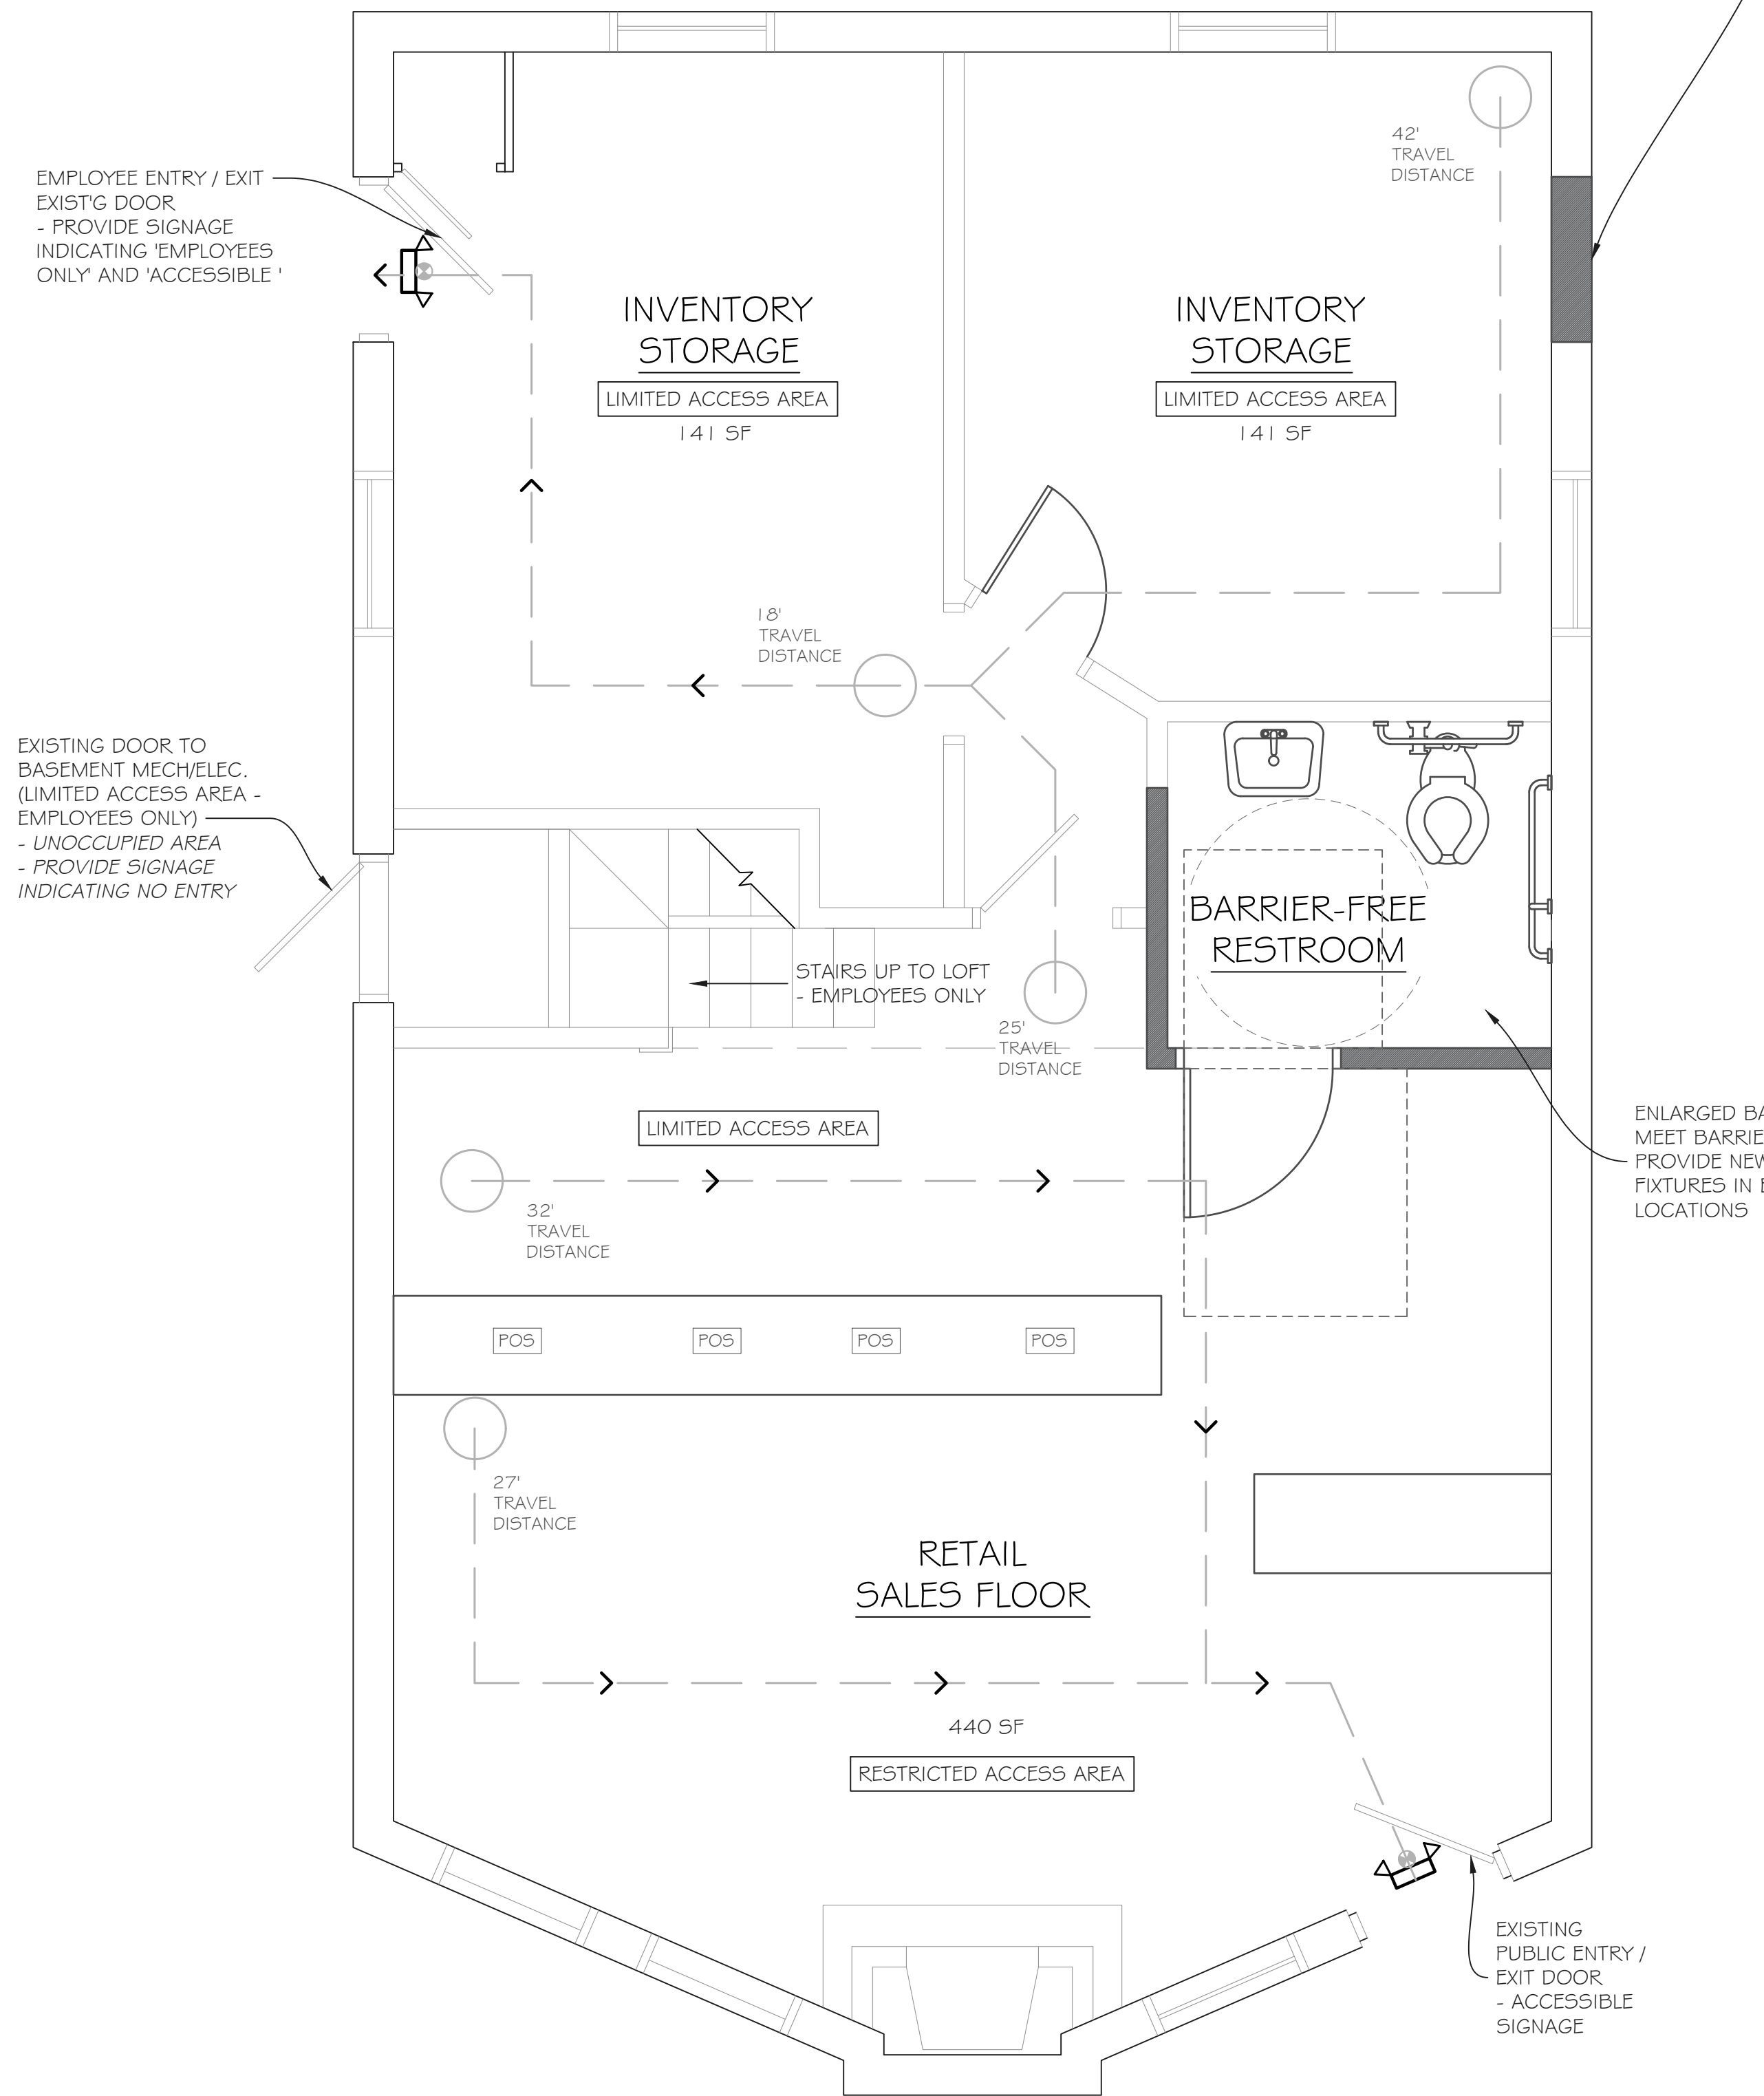 42'
TRAVEL
DISTANCE
EMPLOYEE ENTRY / EXIT
EXIST'G DOOR
- PROVIDE SIGNAGE
INDICATING 'EMPLOYEES
ONLY' AND 'ACCESSIBLE '
INVENTORY
STORAGE
LIMITED ACCESS AREA
141 SF
INVENTORY
STORAGE
LIMITED ACCESS AREA
141 SF
18'
TRAVEL
DISTANCE
EXISTING DOOR TO
BASEMENT MECH/ELEC.
(LIMITED ACCESS AREA -
EMPLOYEES ONLY)
- UNOCCUPIED AREA
- PROVIDE SIGNAGE
INDICATING NO ENTRY
BARRIER-FREE
RESTROOM
STAIRS UP TO LOFT
- EMPLOYEES ONLY
25'
TRAVEL
DISTANCE
LIMITED ACCESS AREA
ENLARGED BA
MEET BARRIE
PROVIDE NEW
FIXTURES IN E
LOCATIONS
32'
TRAVEL
DISTANCE
POS
POS
POS
POS
27'
TRAVEL
DISTANCE
RETAIL
SALES FLOOR
440 SF
RESTRICTED ACCESS AREA
EXISTING
PUBLIC ENTRY /
EXIT DOOR
- ACCESSIBLE
SIGNAGE